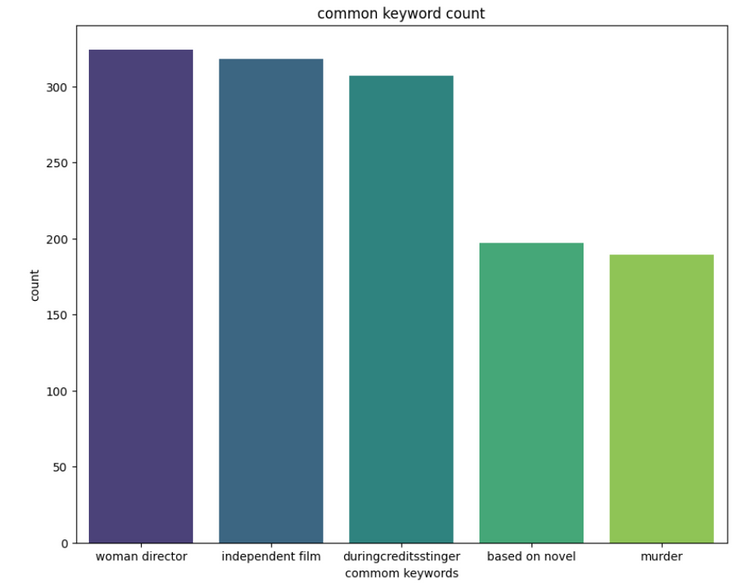 common keyword count
count
300
250
200
150
100
50
0
woman director independent film duringcreditsstinger based on novel murder
commom keywords